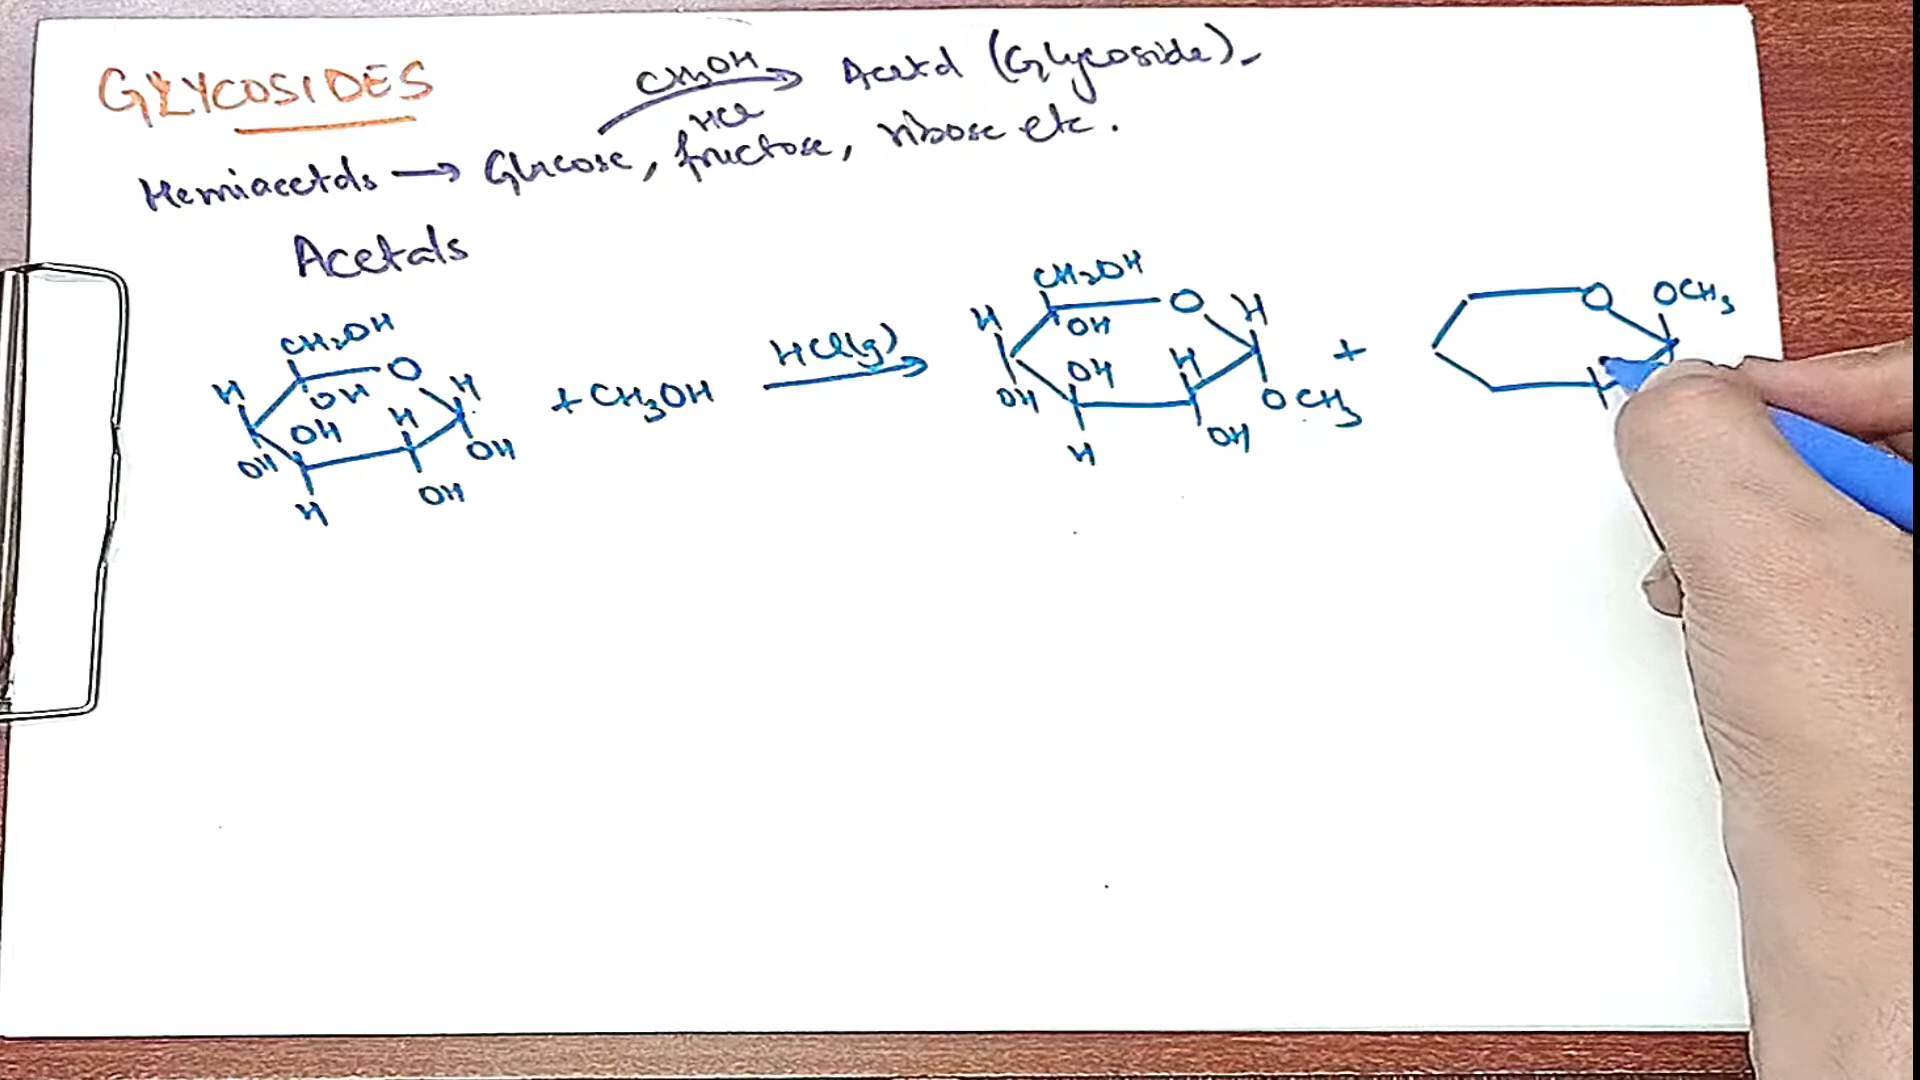 GLYCOSIDES
CH3OH
HCl
Acetal (Glycoside).
Hemiacetals → Glucose, fructose, ribose etc.
Acetals
CH2OH
O
H
OH
H
H
OH
OH
OH
OH
H
+ CH3OH
HCl(g)
CH2OH
O
H
H
OH
OH
H
OH
OCH3
OH
H
+
O
OCH3